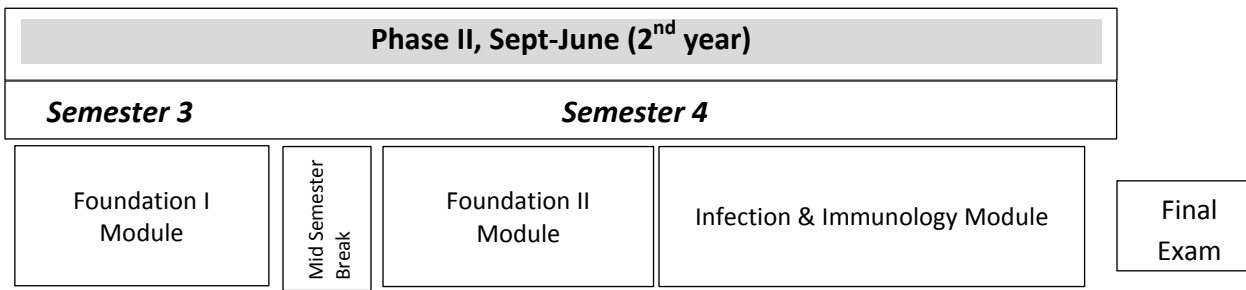 Phase II, Sept-June (2nd year)
Semester 3
Semester 4
Foundation I
Module
Mid Semester
Break
Foundation II
Module
Infection & Immunology Module
Final
Exam